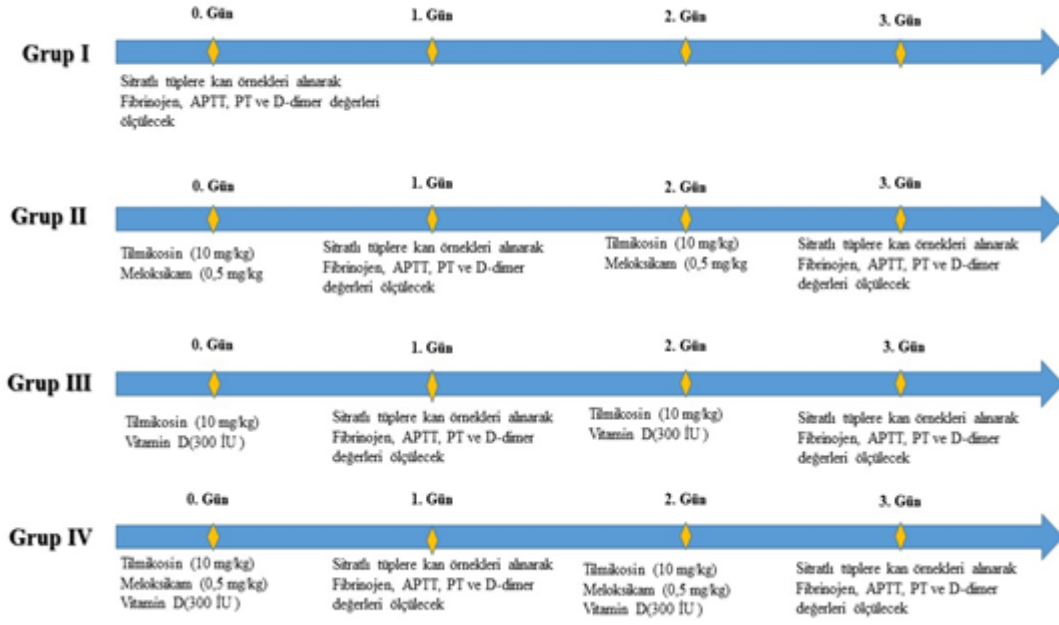 0. Gün 1. Gün 2. Gün 3. Gün
Grup I
Sitratlı tüplere kan örnekleri alınarak
Fibrinojen, APTT, PT ve D-dimer değerleri
ölçülecek
0. Gün 1. Gün 2. Gün 3. Gün
Grup II
Tilmikosin (10 mg/kg)
Meloksikam (0,5 mg/kg
Sitratlı tüplere kan örnekleri alınarak
Fibrinojen, APTT, PT ve D-dimer
değerleri ölçülecek
Tilmikosin (10 mg/kg)
Meloksikam (0,5 mg/kg
Sitratlı tüplere kan örnekleri alınarak
Fibrinojen, APTT, PT ve D-dimer
değerleri ölçülecek
0. Gün 1. Gün 2. Gün 3. Gün
Grup III
Tilmikosin (10 mg/kg)
Vitamin D(300 İU )
Sitratlı tüplere kan örnekleri alınarak
Fibrinojen, APTT, PT ve D-dimer
değerleri ölçülecek
Tilmikosin (10 mg/kg)
Vitamin D(300 İU )
Sitratlı tüplere kan örnekleri alınarak
Fibrinojen, APTT, PT ve D-dimer
değerleri ölçülecek
0. Gün 1. Gün 2. Gün 3. Gün
Grup IV
Tilmikosin (10 mg/kg)
Meloksikam (0,5 mg/kg)
Vitamin D(300 İU )
Sitratlı tüplere kan örnekleri alınarak
Fibrinojen, APTT, PT ve D-dimer
değerleri ölçülecek
Tilmikosin (10 mg/kg)
Meloksikam (0,5 mg/kg)
Vitamin D(300 İU )
Sitratlı tüplere kan örnekleri alınarak
Fibrinojen, APTT, PT ve D-dimer
değerleri ölçülecek